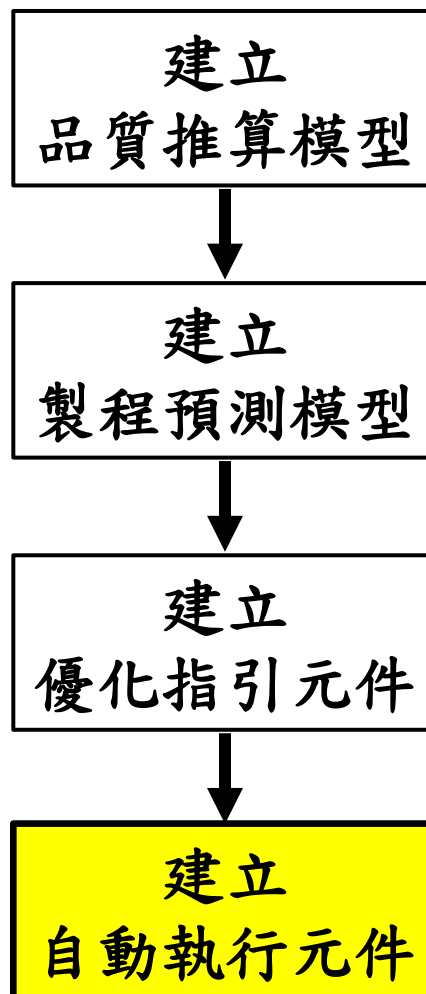 建立
品質推算模型
建立
製程預測模型
建立
優化指引元件
建立
自動執行元件